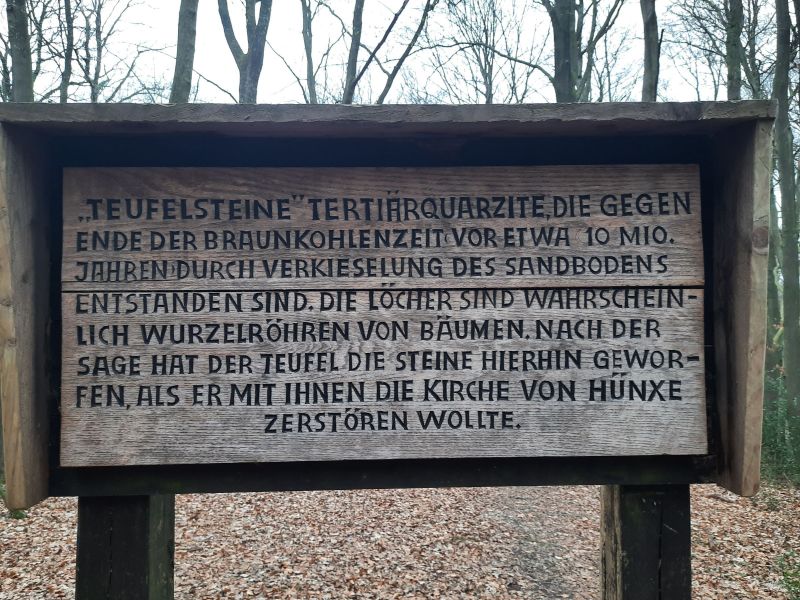 „TEUFELSTEINE" TERTIÄRQUARZITE, DIE GEGEN
ENDE DER BRAUNKOHLENZEIT (VOR ETWA 10 MIO.
JAHREN) DURCH VERKIESELUNG DES SANDBODENS
ENTSTANDEN SIND. DIE LÖCHER SIND WAHRSCHEIN-
LICH WURZELRÖHREN VON BÄUMEN. NACH DER
SAGE HAT DER TEUFEL DIE STEINE HIERHIN GEWOR-
FEN, ALS ER MIT IHNEN DIE KIRCHE VON HÜNXE
ZERSTÖREN WOLLTE.